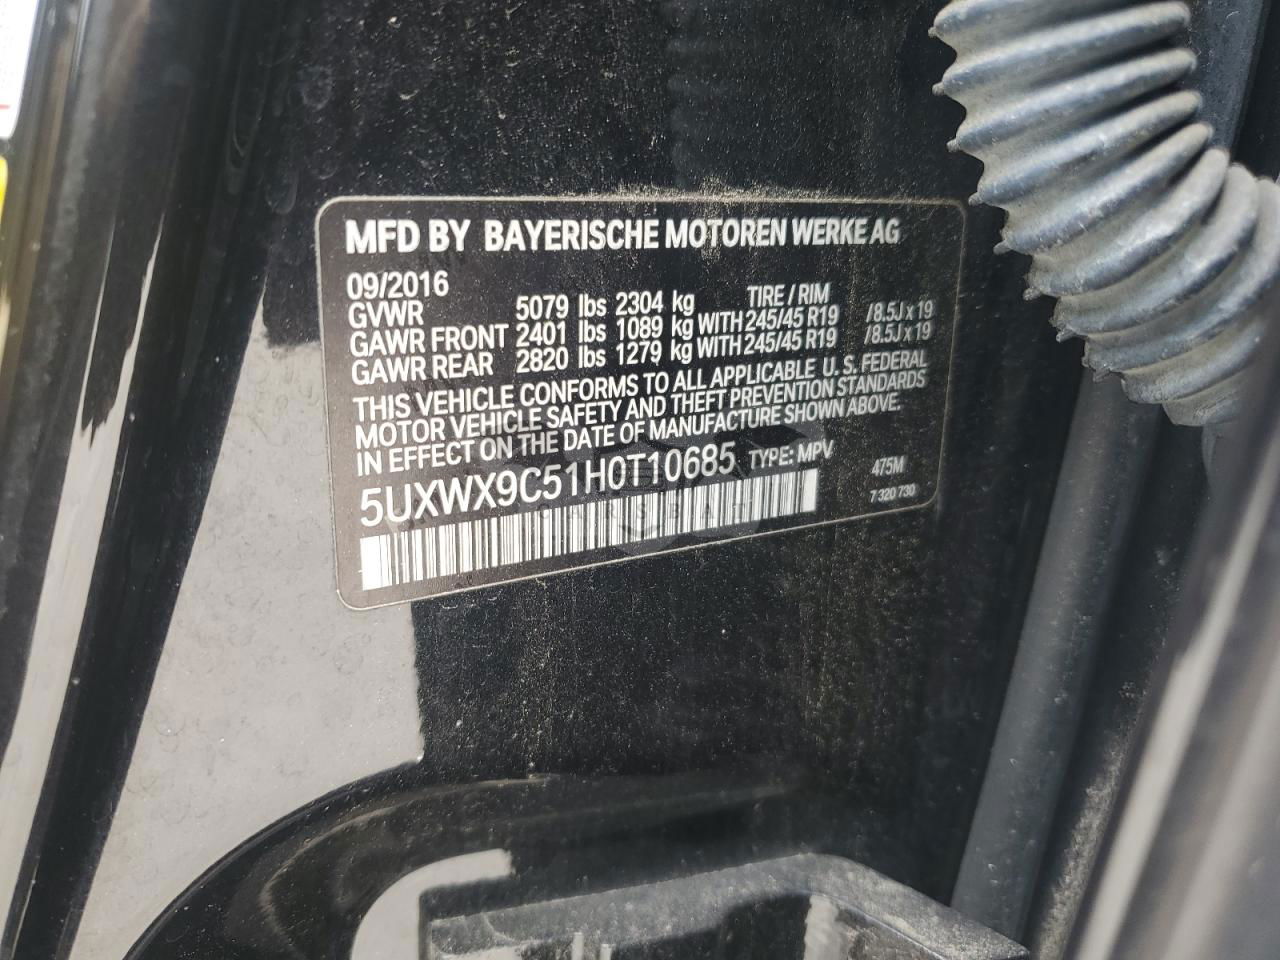 MFD BY BAYERISCHE MOTOREN WERKE AG
09/2016 TIRE / RIM
GVWR 5079 lbs 2304 kg
GAWR FRONT 2401 lbs 1089 kg WITH 245/45 R19 /8.5J x 19
GAWR REAR 2820 lbs 1279 kg WITH 245/45 R19 /8.5J x 19
THIS VEHICLE CONFORMS TO ALL APPLICABLE U. S. FEDERAL
MOTOR VEHICLE SAFETY AND THEFT PREVENTION STANDARDS
IN EFFECT ON THE DATE OF MANUFACTURE SHOWN ABOVE.
5UXWX9C51H0T10685 TYPE: MPV 475M
7 320 730